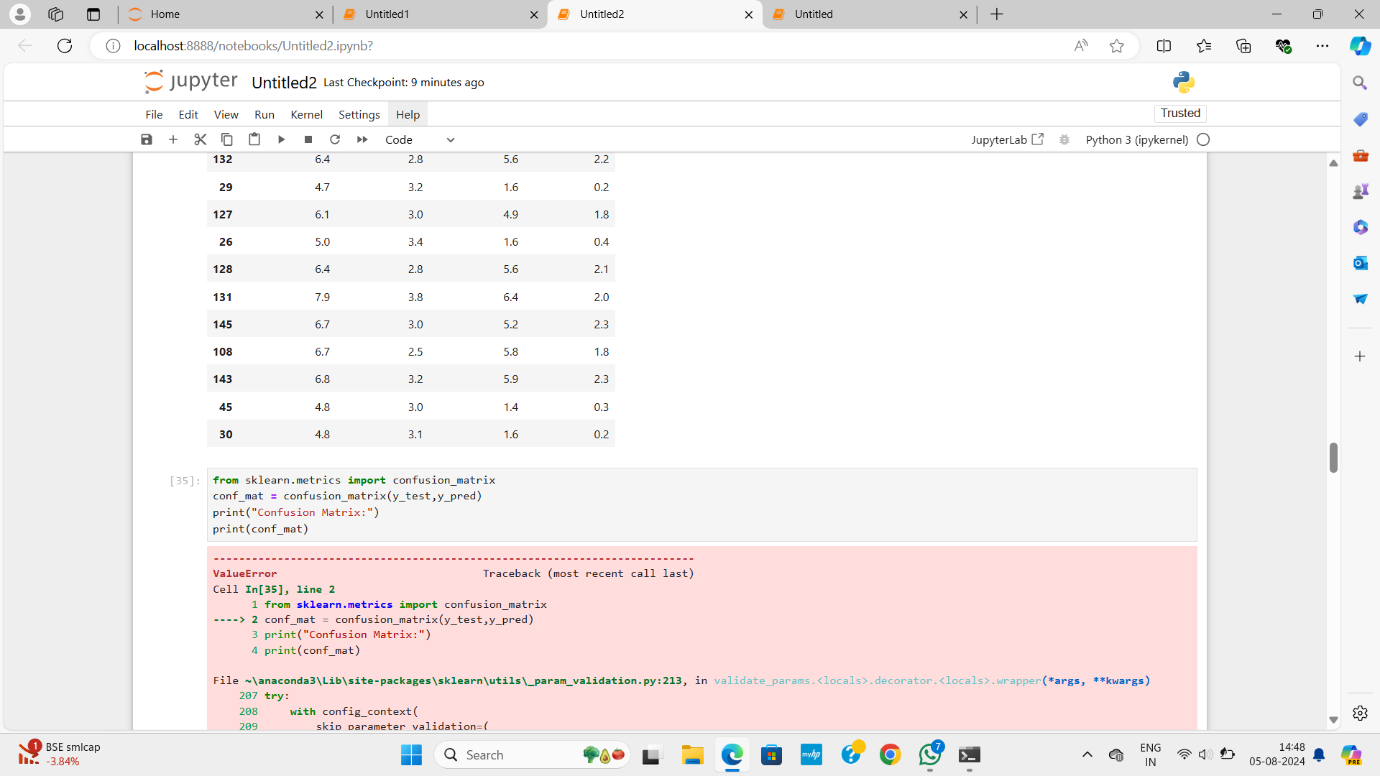 Home
Untitled1
Untitled2
Untitled
localhost:8888/notebooks/Untitled2.ipynb?
jupyter Untitled2 Last Checkpoint: 9 minutes ago
File Edit View Run Kernel Settings Help
Trusted
Code
JupyterLab
Python 3 (ipykernel)
132 6.4 2.8 5.6 2.2
29 4.7 3.2 1.6 0.2
127 6.1 3.0 4.9 1.8
26 5.0 3.4 1.6 0.4
128 6.4 2.8 5.6 2.1
131 7.9 3.8 6.4 2.0
145 6.7 3.0 5.2 2.3
108 6.7 2.5 5.8 1.8
143 6.8 3.2 5.9 2.3
45 4.8 3.0 1.4 0.3
30 4.8 3.1 1.6 0.2
[35]:
from sklearn.metrics import confusion_matrix
conf_mat = confusion_matrix(y_test,y_pred)
print("Confusion Matrix:")
print(conf_mat)
---------------------------------------------------------------------------
ValueError Traceback (most recent call last)
Cell In[35], line 2
1 from sklearn.metrics import confusion_matrix
----> 2 conf_mat = confusion_matrix(y_test,y_pred)
3 print("Confusion Matrix:")
4 print(conf_mat)
File ~\anaconda3\Lib\site-packages\sklearn\utils\_param_validation.py:213, in validate_params.<locals>.decorator.<locals>.wrapper(*args, **kwargs)
207 try:
208 with config_context(
209 skip_parameter_validation=(
1
BSE smlcap
-3.84%
Search
myhp
7
ENG
IN
14:48
05-08-2024
PRE